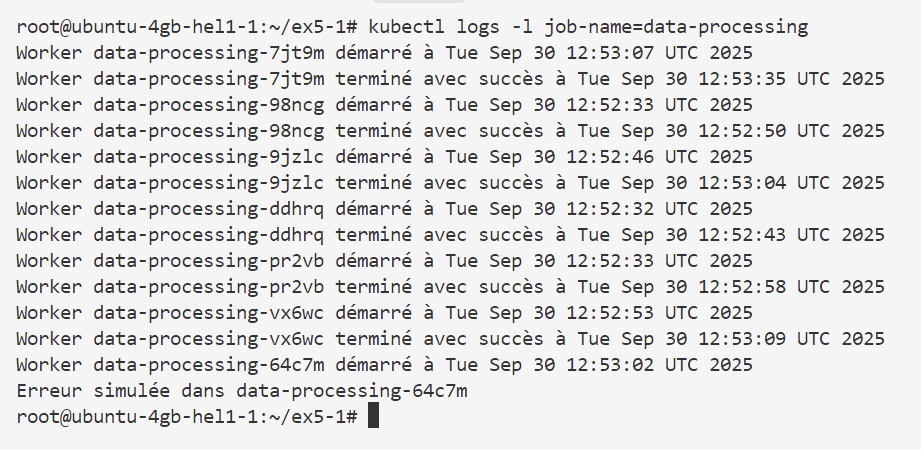 root@ubuntu-4gb-hel1-1:~/ex5-1# kubectl logs -l job-name=data-processing
Worker data-processing-7jt9m démarré à Tue Sep 30 12:53:07 UTC 2025
Worker data-processing-7jt9m terminé avec succès à Tue Sep 30 12:53:35 UTC 2025
Worker data-processing-98ncg démarré à Tue Sep 30 12:52:33 UTC 2025
Worker data-processing-98ncg terminé avec succès à Tue Sep 30 12:52:50 UTC 2025
Worker data-processing-9jzlc démarré à Tue Sep 30 12:52:46 UTC 2025
Worker data-processing-9jzlc terminé avec succès à Tue Sep 30 12:53:04 UTC 2025
Worker data-processing-ddhrq démarré à Tue Sep 30 12:52:32 UTC 2025
Worker data-processing-ddhrq terminé avec succès à Tue Sep 30 12:52:43 UTC 2025
Worker data-processing-pr2vb démarré à Tue Sep 30 12:52:33 UTC 2025
Worker data-processing-pr2vb terminé avec succès à Tue Sep 30 12:52:58 UTC 2025
Worker data-processing-vx6wc démarré à Tue Sep 30 12:52:53 UTC 2025
Worker data-processing-vx6wc terminé avec succès à Tue Sep 30 12:53:09 UTC 2025
Worker data-processing-64c7m démarré à Tue Sep 30 12:53:02 UTC 2025
Erreur simulée dans data-processing-64c7m
root@ubuntu-4gb-hel1-1:~/ex5-1#